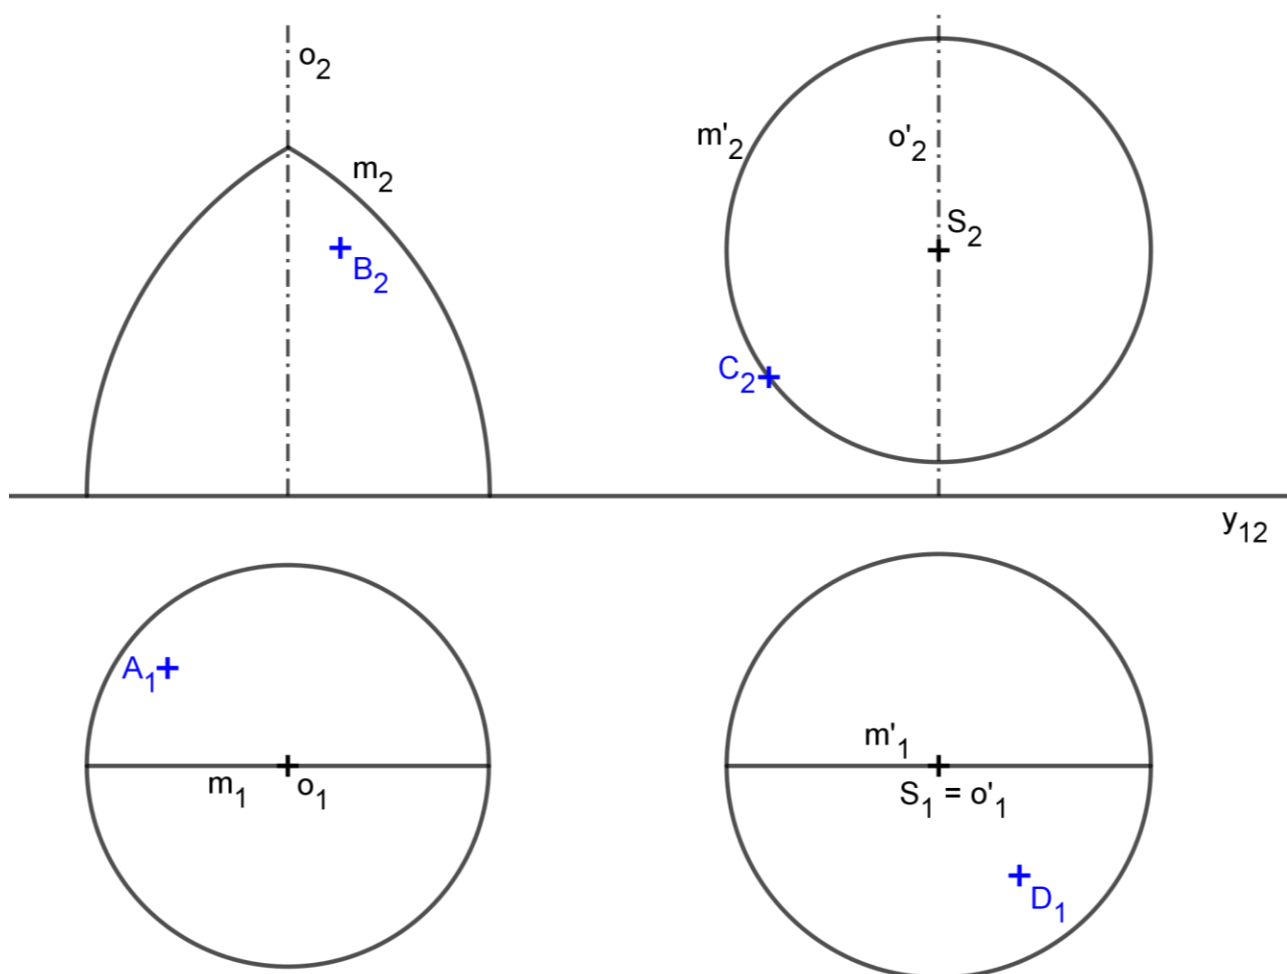 o₂
m₂
m'₂
o'₂
S₂
B₂
C₂
y₁₂
A₁
m₁
o₁
m'₁
S₁ = o'₁
D₁